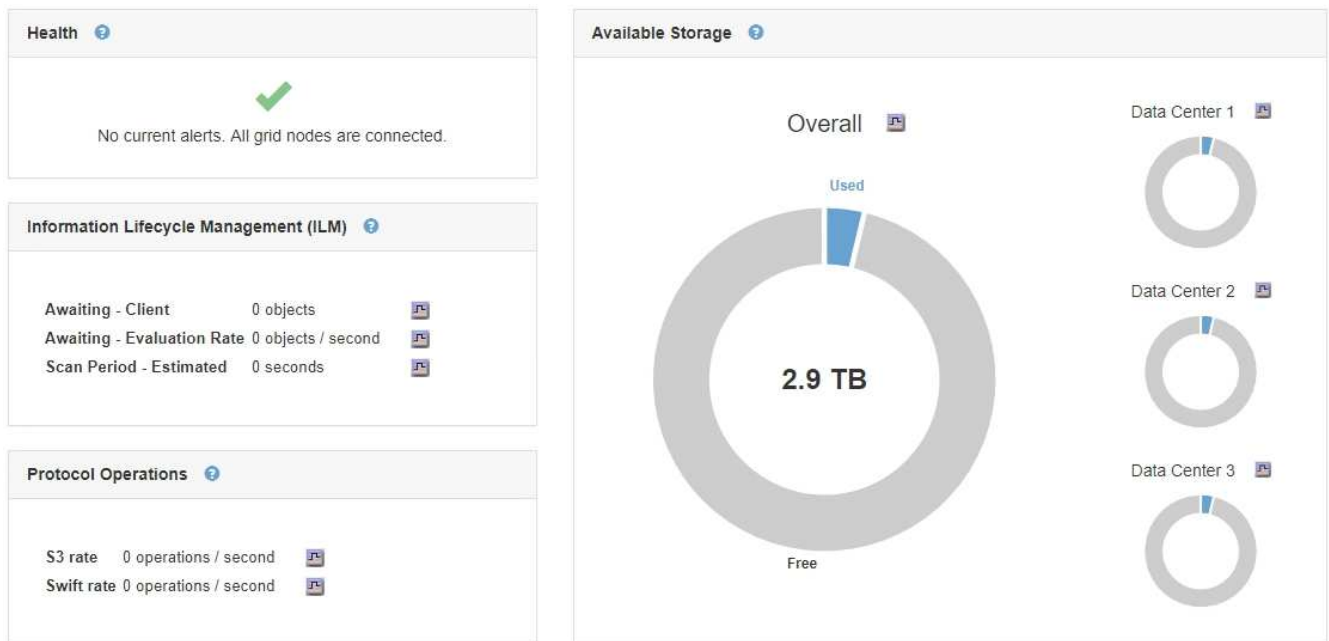 Health
No current alerts. All grid nodes are connected.
Information Lifecycle Management (ILM)
Awaiting - Client 0 objects
Awaiting - Evaluation Rate 0 objects / second
Scan Period - Estimated 0 seconds
Protocol Operations
S3 rate 0 operations / second
Swift rate 0 operations / second
Available Storage
Overall
Used
2.9 TB
Free
Data Center 1
Data Center 2
Data Center 3